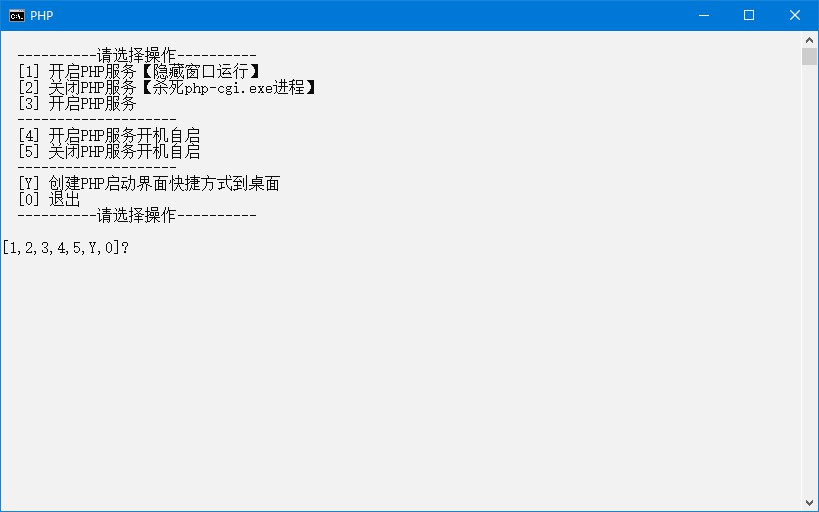 PHP
----------请选择操作----------
[1] 开启PHP服务【隐藏窗口运行】
[2] 关闭PHP服务【杀死php-cgi.exe进程】
[3] 开启PHP服务
--------------------
[4] 开启PHP服务开机自启
[5] 关闭PHP服务开机自启
--------------------
[Y] 创建PHP启动界面快捷方式到桌面
[0] 退出
----------请选择操作----------
[1,2,3,4,5,Y,0]?